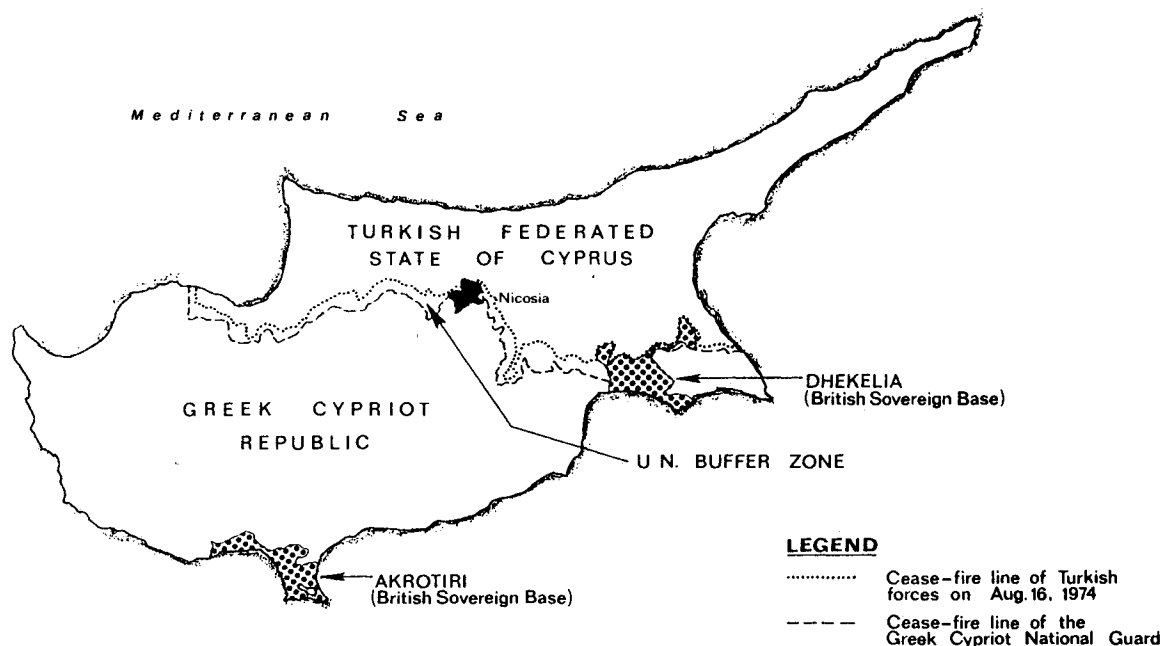 Mediterranean Sea
TURKISH FEDERATED
STATE OF CYPRUS
Nicosia
DHEKELIA
(British Sovereign Base)
GREEK CYPRIOT
REPUBLIC
U N. BUFFER ZONE
AKROTIRI
(British Sovereign Base)
LEGEND
Cease-fire line of Turkish
forces on Aug. 16, 1974
Cease-fire line of the
Greek Cypriot National Guard